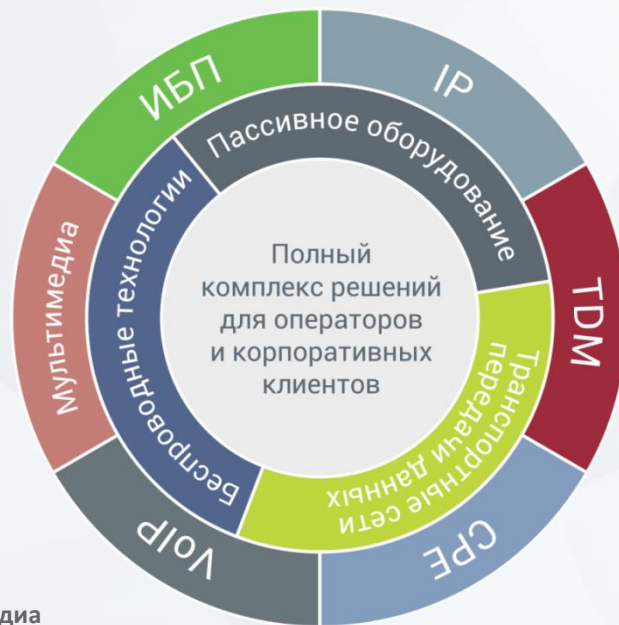 ИБП
IP
Пассивное оборудование
Мультимедиа
Беспроводные технологии
TDM
Полный
комплекс решений
для операторов
и корпоративных
клиентов
Транспортные сети
передачи данных
VoIP
CPE
диа